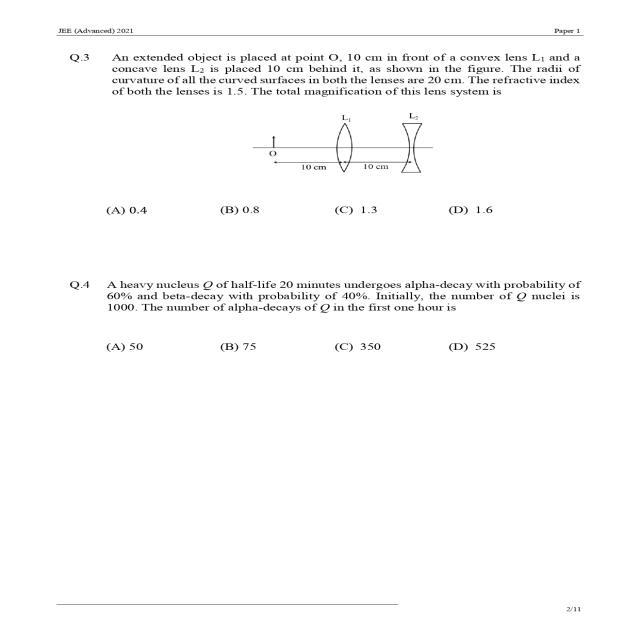 JEE (Advanced) 2021 Paper 1
Q.3 An extended object is placed at point O, 10 cm in front of a convex lens L₁ and a
concave lens L₂ is placed 10 cm behind it, as shown in the figure. The radii of
curvature of all the curved surfaces in both the lenses are 20 cm. The refractive index
of both the lenses is 1.5. The total magnification of this lens system is
L₁ L₂
O
10 cm 10 cm
(A) 0.4 (B) 0.8 (C) 1.3 (D) 1.6
Q.4 A heavy nucleus Q of half-life 20 minutes undergoes alpha-decay with probability of
60% and beta-decay with probability of 40%. Initially, the number of Q nuclei is
1000. The number of alpha-decays of Q in the first one hour is
(A) 50 (B) 75 (C) 350 (D) 525
2/11